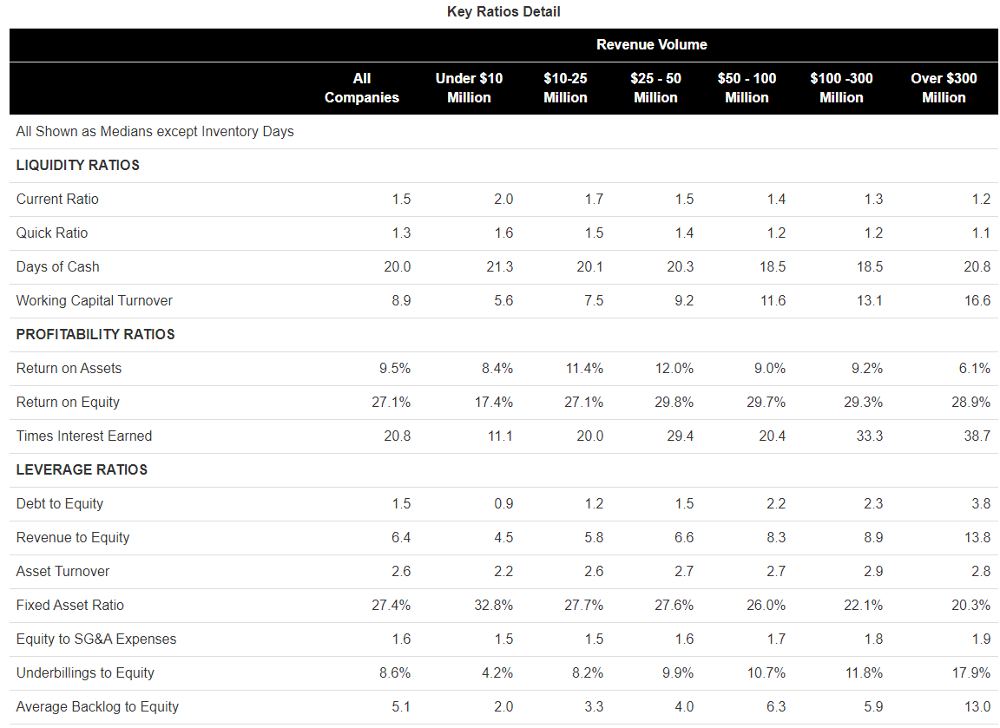 Key Ratios Detail
Revenue Volume
All Companies Under $10 Million $10-25 Million $25 - 50 Million $50 - 100 Million $100 -300 Million Over $300 Million
All Shown as Medians except Inventory Days
LIQUIDITY RATIOS
Current Ratio 1.5 2.0 1.7 1.5 1.4 1.3 1.2
Quick Ratio 1.3 1.6 1.5 1.4 1.2 1.2 1.1
Days of Cash 20.0 21.3 20.1 20.3 18.5 18.5 20.8
Working Capital Turnover 8.9 5.6 7.5 9.2 11.6 13.1 16.6
PROFITABILITY RATIOS
Return on Assets 9.5% 8.4% 11.4% 12.0% 9.0% 9.2% 6.1%
Return on Equity 27.1% 17.4% 27.1% 29.8% 29.7% 29.3% 28.9%
Times Interest Earned 20.8 11.1 20.0 29.4 20.4 33.3 38.7
LEVERAGE RATIOS
Debt to Equity 1.5 0.9 1.2 1.5 2.2 2.3 3.8
Revenue to Equity 6.4 4.5 5.8 6.6 8.3 8.9 13.8
Asset Turnover 2.6 2.2 2.6 2.7 2.7 2.9 2.8
Fixed Asset Ratio 27.4% 32.8% 27.7% 27.6% 26.0% 22.1% 20.3%
Equity to SG&A Expenses 1.6 1.5 1.5 1.6 1.7 1.8 1.9
Underbillings to Equity 8.6% 4.2% 8.2% 9.9% 10.7% 11.8% 17.9%
Average Backlog to Equity 5.1 2.0 3.3 4.0 6.3 5.9 13.0